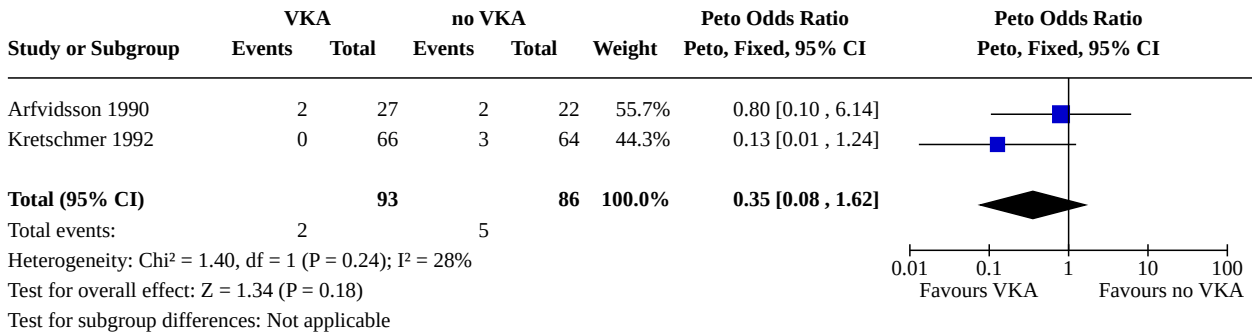 VKA no VKA Peto Odds Ratio Peto Odds Ratio
Study or Subgroup Events Total Events Total Weight Peto, Fixed, 95% CI Peto, Fixed, 95% CI
Arfvidsson 1990 2 27 2 22 55.7% 0.80 [0.10 , 6.14]
Kretschmer 1992 0 66 3 64 44.3% 0.13 [0.01 , 1.24]
Total (95% CI) 93 86 100.0% 0.35 [0.08 , 1.62]
Total events: 2 5
Heterogeneity: Chi² = 1.40, df = 1 (P = 0.24); I² = 28%
0.01 0.1 1 10 100
Test for overall effect: Z = 1.34 (P = 0.18)
Favours VKA Favours no VKA
Test for subgroup differences: Not applicable